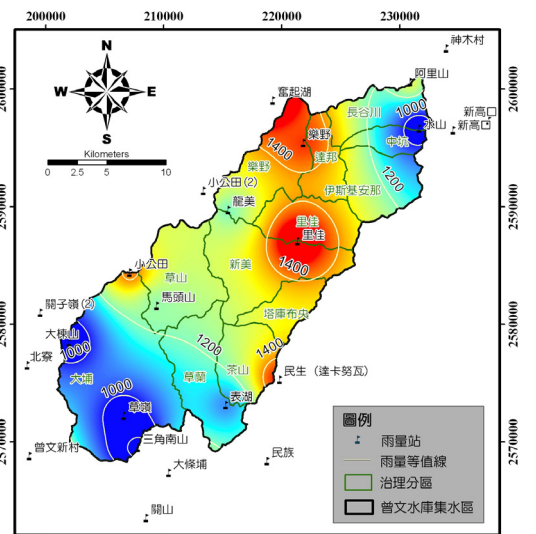 200000 210000 220000 230000
神木村
2600000 N 阿里山 2600000
W E 奮起湖 長谷川 1000 新高口
S 樂野 水山 新高口
Kilometers 1400 達邦 中坑
0 2.5 5 10 樂野 1200
小公田(2) 伊斯基安那
2590000 龍美 里佳 2590000
里佳
小公田 新美 1400
草山
關子嶺(2) 馬頭山 塔庫布央
2580000 大棟山 1200 1400 2580000
1000
北寮 茶山 民生(達卡努瓦)
大埔 1000 草蘭
草嶺 表湖
圖例
三角南山 雨量站
2570000 曾文新村 大條埔 民族 雨量等值線 2570000
治理分區
關山 曾文水庫集水區